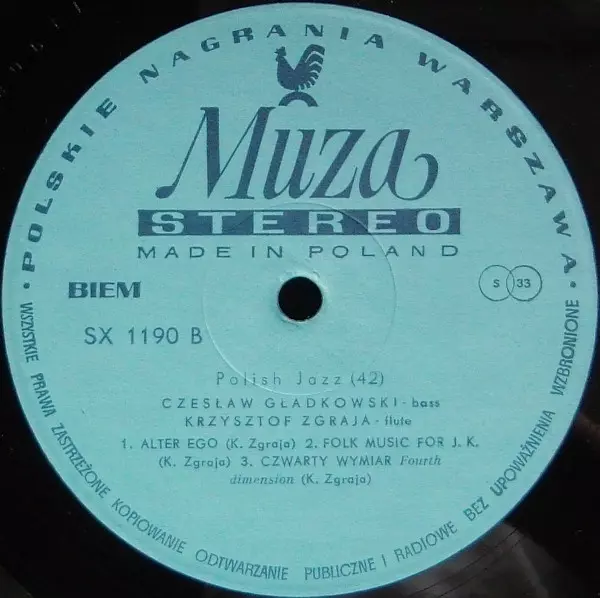 • POLSKIE NAGRANIA WARSZAWA •
Muza
STEREO
MADE IN POLAND
BIEM
S 33
SX 1190 B
Polish Jazz (42)
CZESŁAW GŁADKOWSKI - bass
KRZYSZTOF ZGRAJA - flute
1. ALTER EGO (K. Zgraja) 2. FOLK MUSIC FOR J. K.
(K. Zgraja) 3. CZWARTY WYMIAR Fourth
dimension (K. Zgraja)
WSZYSTKIE PRAWA ZASTRZEŻONE KOPIOWANIE ODTWARZANIE PUBLICZNE I RADIOWE BEZ UPOWAŻNIENIA WZBRONIONE